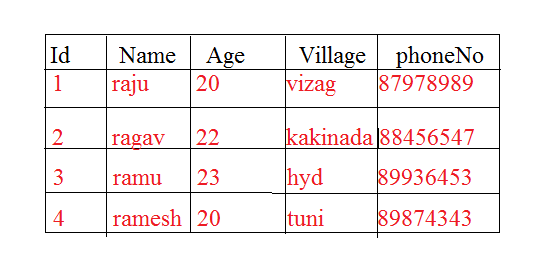 Id Name Age Village phoneNo
1 raju 20 vizag 87978989
2 ragav 22 kakinada 88456547
3 ramu 23 hyd 89936453
4 ramesh 20 tuni 89874343